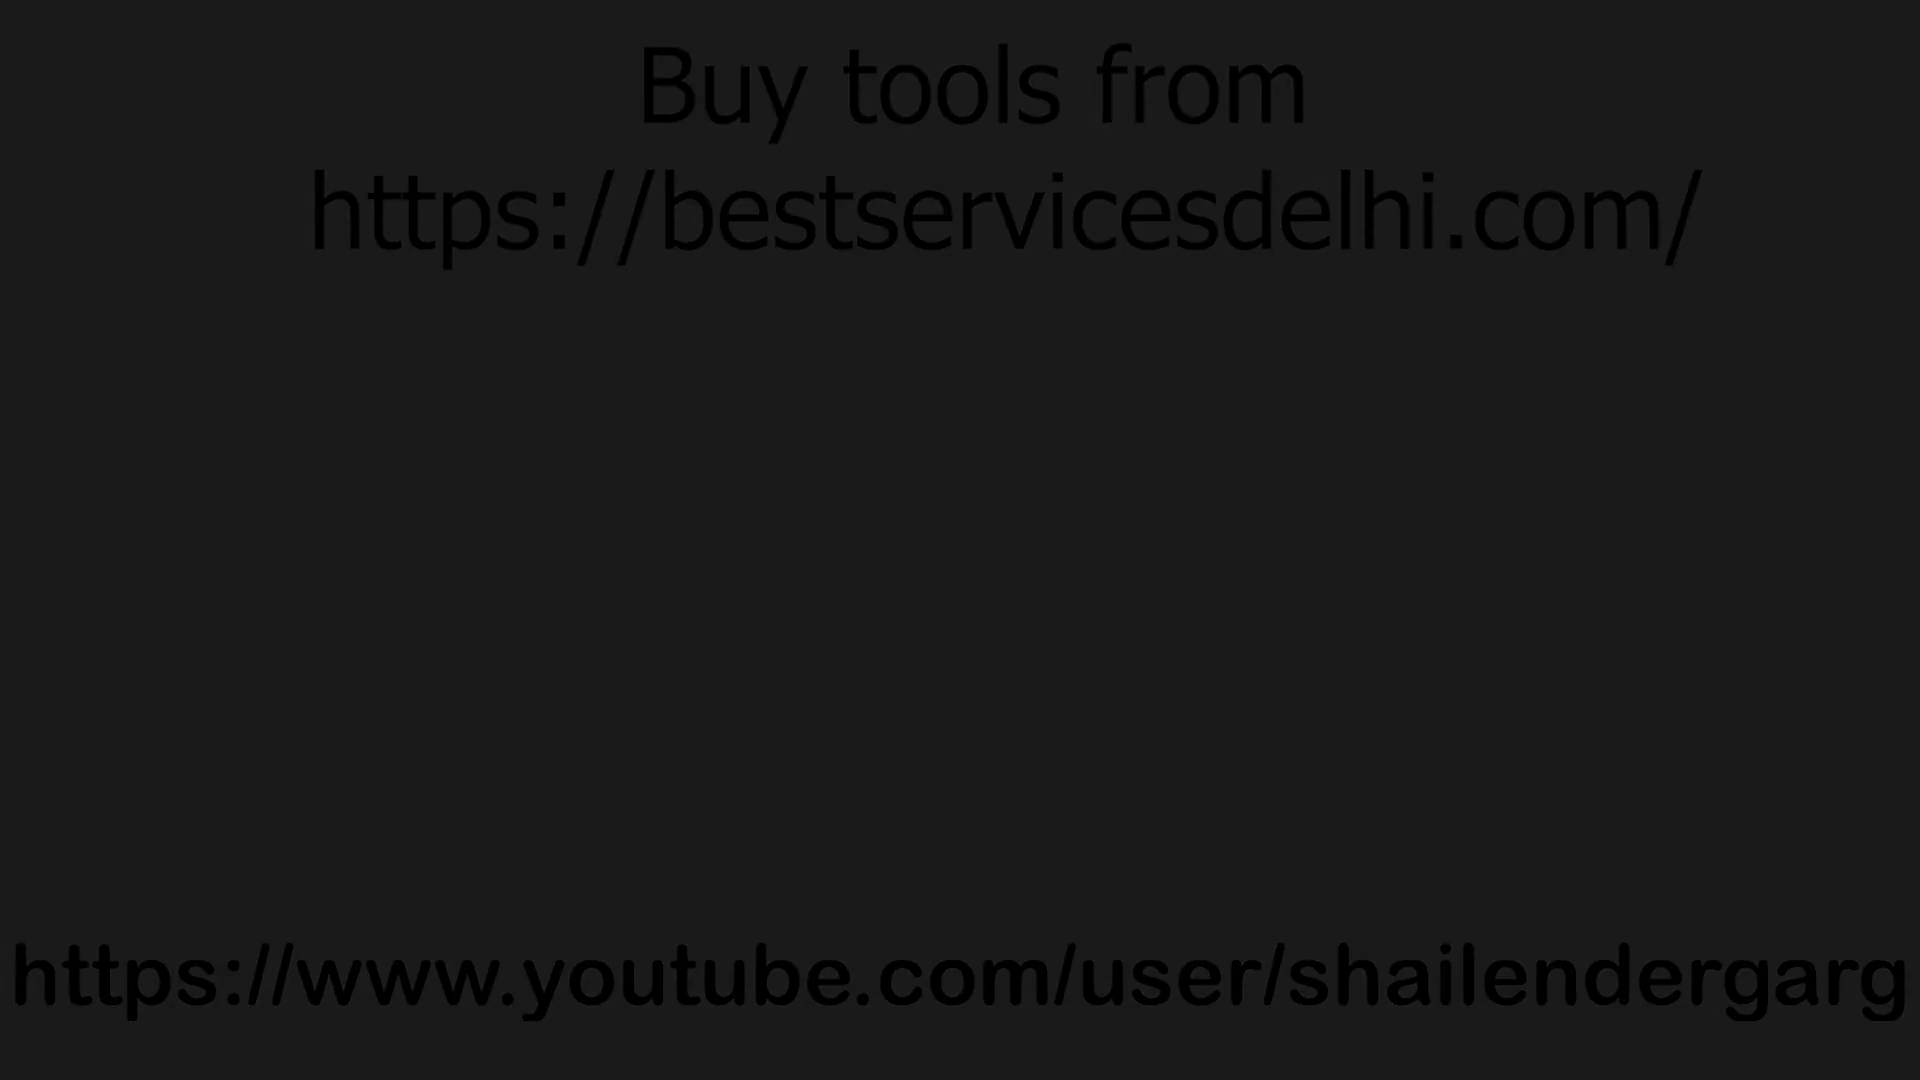 Buy tools from
https://bestservicesdelhi.com/
https://www.youtube.com/user/shailendergarg